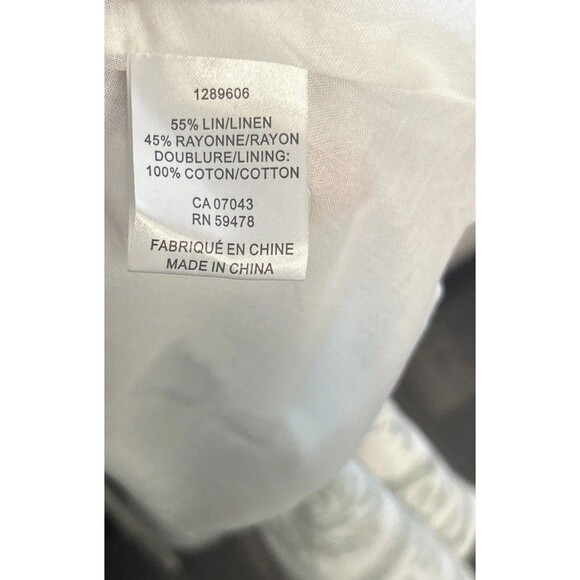 1289606
55% LIN/LINEN
45% RAYONNE/RAYON
DOUBLURE/LINING:
100% COTON/COTTON
CA 07043
RN 59478
FABRIQUÉ EN CHINE
MADE IN CHINA